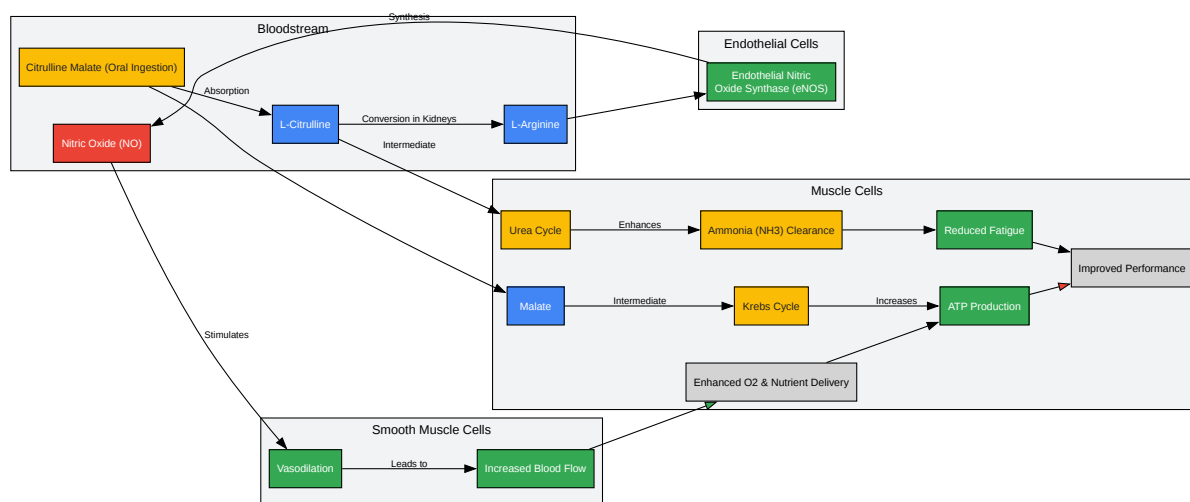 Synthesis
Bloodstream
Endothelial Cells
Citrulline Malate (Oral Ingestion)
Endothelial Nitric
Oxide Synthase (eNOS)
Absorption
L-Citrulline
Conversion in Kidneys
L-Arginine
Nitric Oxide (NO)
Intermediate
Muscle Cells
Urea Cycle
Enhances
Ammonia (NH3) Clearance
Reduced Fatigue
Improved Performance
Malate
Intermediate
Krebs Cycle
Increases
ATP Production
Stimulates
Enhanced O2 & Nutrient Delivery
Smooth Muscle Cells
Vasodilation
Leads to
Increased Blood Flow